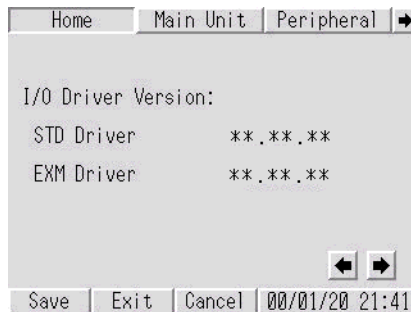 Home Main Unit Peripheral
I/O Driver Version:
STD Driver **.**.**
EXM Driver **.**.**
Save Exit Cancel 00/01/20 21:41